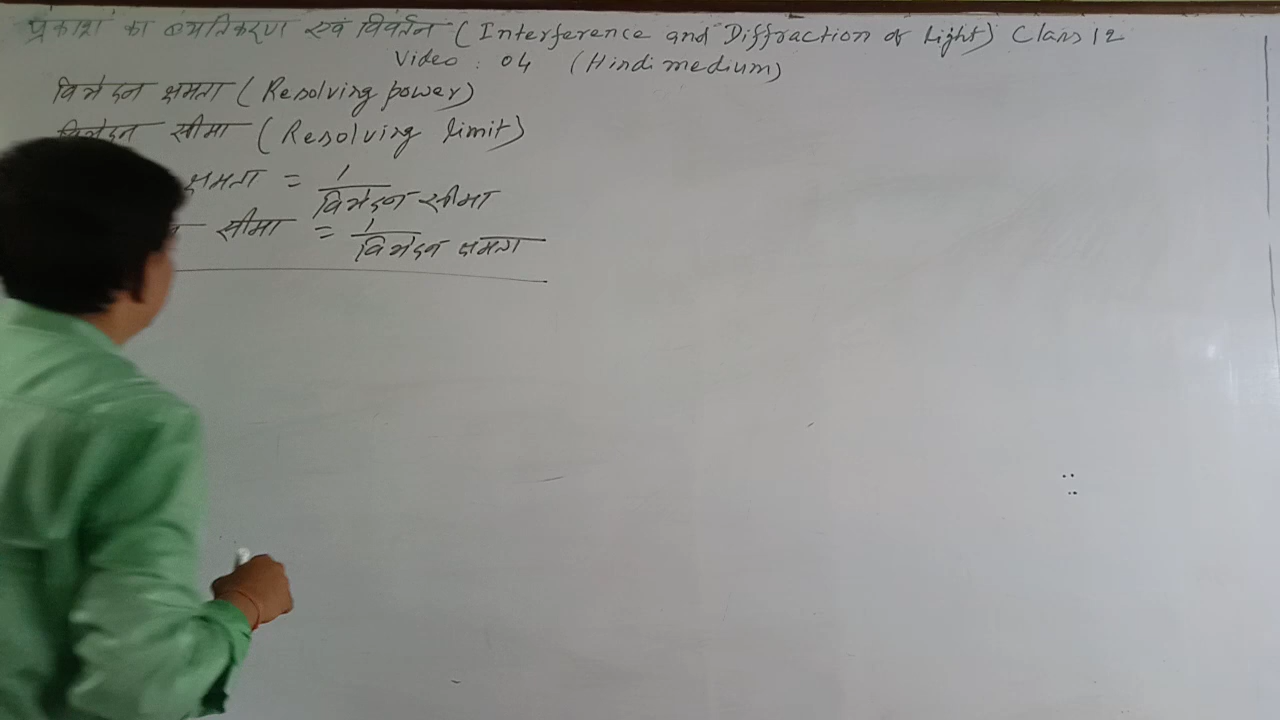 प्रकाश का व्यतिकरण एवं विवर्तन (Interference and Diffraction of Light) Class 12
Video : 04 (Hindi medium)
विभेदन क्षमता (Resolving power)
विभेदन सीमा (Resolving limit)
क्षमता = 1 / विभेदन सीमा
सीमा = 1 / विभेदन क्षमता